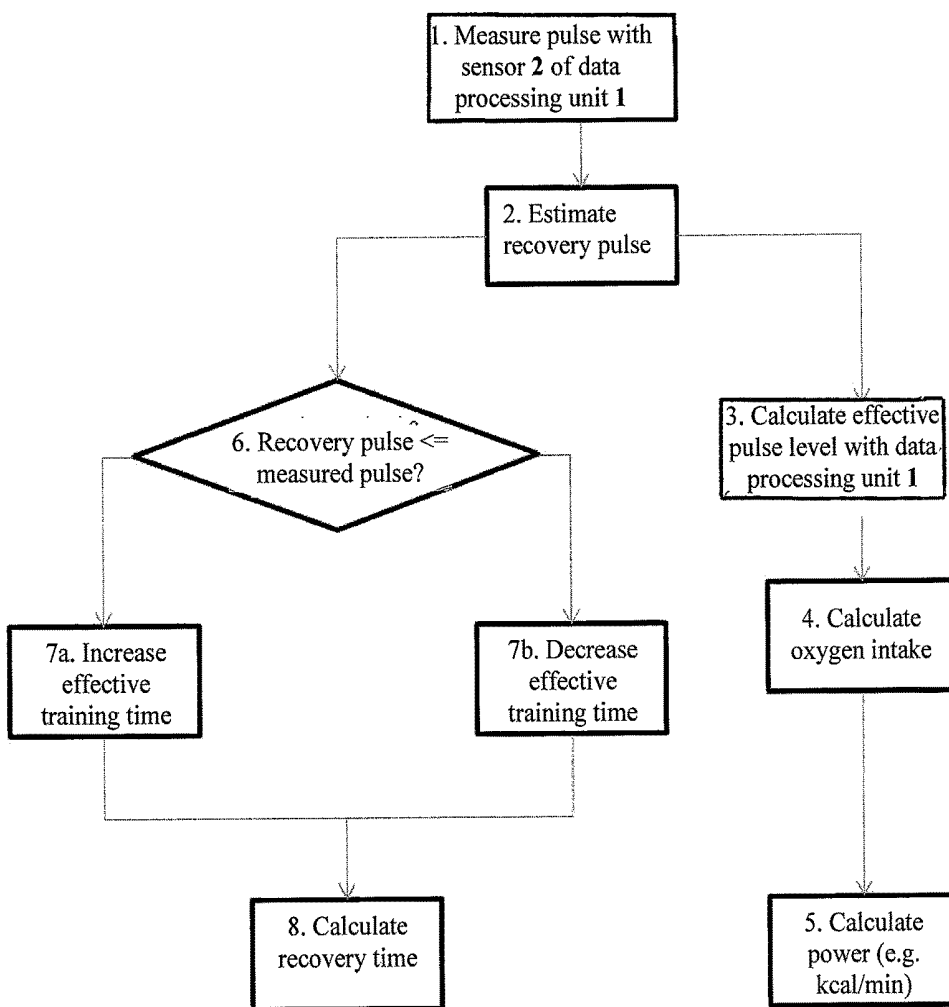 1. Measure pulse with
sensor 2 of data
processing unit 1
2. Estimate
recovery pulse
6. Recovery pulse <=
measured pulse?
3. Calculate effective
pulse level with data
processing unit 1
7a. Increase
effective
training time
7b. Decrease
effective
training time
4. Calculate
oxygen intake
8. Calculate
recovery time
5. Calculate
power (e.g.
kcal/min)